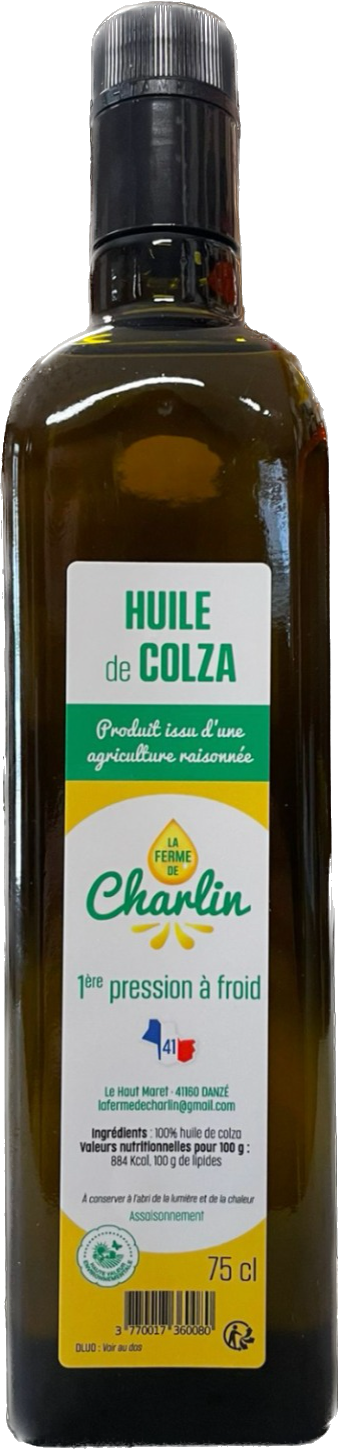 HUILE
de COLZA
Produit issu d'une
agriculture raisonnée
LA
FERME
DE
Charlin
1ère pression à froid
41
Le Haut Maret - 41160 DANZÉ
lafermedecharlin@gmail.com
Ingrédients : 100% huile de colza
Valeurs nutritionnelles pour 100 g :
884 Kcal, 100 g de lipides
À conserver à l'abri de la lumière et de la chaleur
Assaisonnement
HAUTE VALEUR
ENVIRONNEMENTALE
75 cl
3 770017 360080
DLUO : Voir au dos